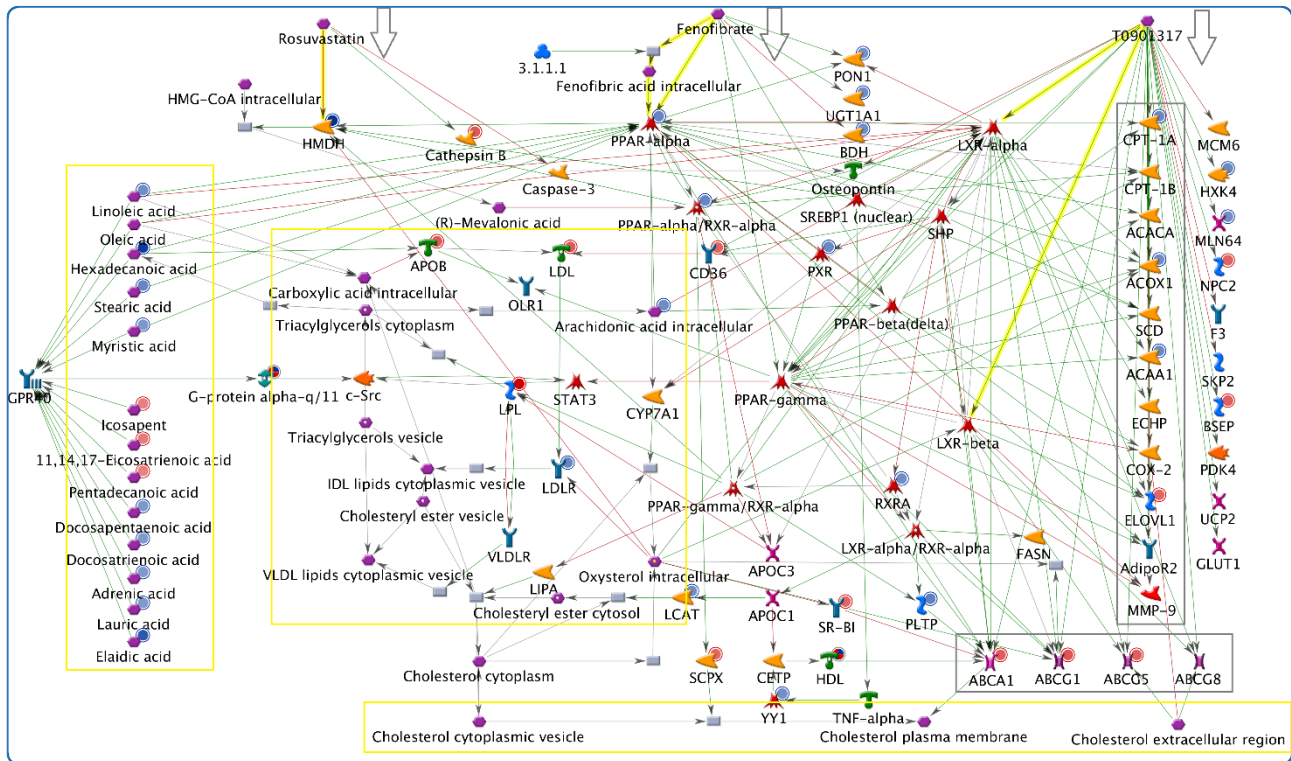 Rosuvastatin
Fenofibrate
T0901317
3.1.1.1
PON1
Fenofibric acid intracellular
HMG-CoA intracellular
UGT1A1
HMDH
Cathepsin B
PPAR-alpha
BDH
LXR-alpha
CPT-1A
MCM6
Caspase-3
Osteopontin
CPT-1B
HXK4
Linoleic acid
(R)-Mevalonic acid
PPAR-alpha/RXR-alpha
SREBP1 (nuclear)
SHP
ACACA
MLN64
Oleic acid
Hexadecanoic acid
APOB
LDL
CD36
PXR
ACOX1
NPC2
Carboxylic acid intracellular
OLR1
Stearic acid
Triacylglycerols cytoplasm
Arachidonic acid intracellular
PPAR-beta(delta)
SCD
F3
Myristic acid
ACAA1
SKP2
GPR40
G-protein alpha-q/11
c-Src
LPL
STAT3
CYP7A1
PPAR-gamma
ECHP
BSEP
Icosapent
Triacylglycerols vesicle
LXR-beta
COX-2
PDK4
11,14,17-Eicosatrienoic acid
IDL lipids cytoplasmic vesicle
LDLR
PPAR-gamma/RXR-alpha
RXRA
Pentadecanoic acid
ELOVL1
UCP2
Cholesteryl ester vesicle
Docosapentaenoic acid
VLDLR
LXR-alpha/RXR-alpha
FASN
Docosatrienoic acid
VLDL lipids cytoplasmic vesicle
LIPA
Oxysterol intracellular
APOC3
AdipoR2
GLUT1
Adrenic acid
Cholesteryl ester cytosol
LCAT
APOC1
SR-BI
PLTP
MMP-9
Lauric acid
Elaidic acid
Cholesterol cytoplasm
SCPX
CETP
HDL
ABCA1
ABCG1
ABCG5
ABCG8
YY1
TNF-alpha
Cholesterol cytoplasmic vesicle
Cholesterol plasma membrane
Cholesterol extracellular region